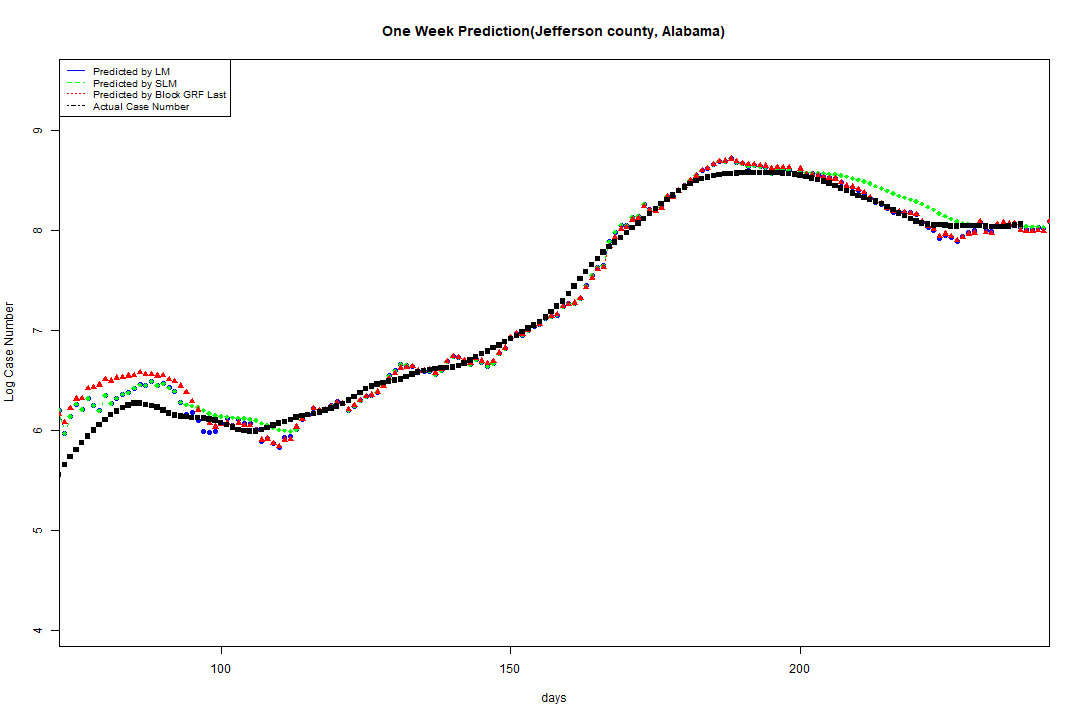 One Week Prediction(Jefferson county, Alabama)
Predicted by LM
Predicted by SLM
Predicted by Block GRF Last
Actual Case Number
9
8
7
6
5
4
Log Case Number
100 150 200
days